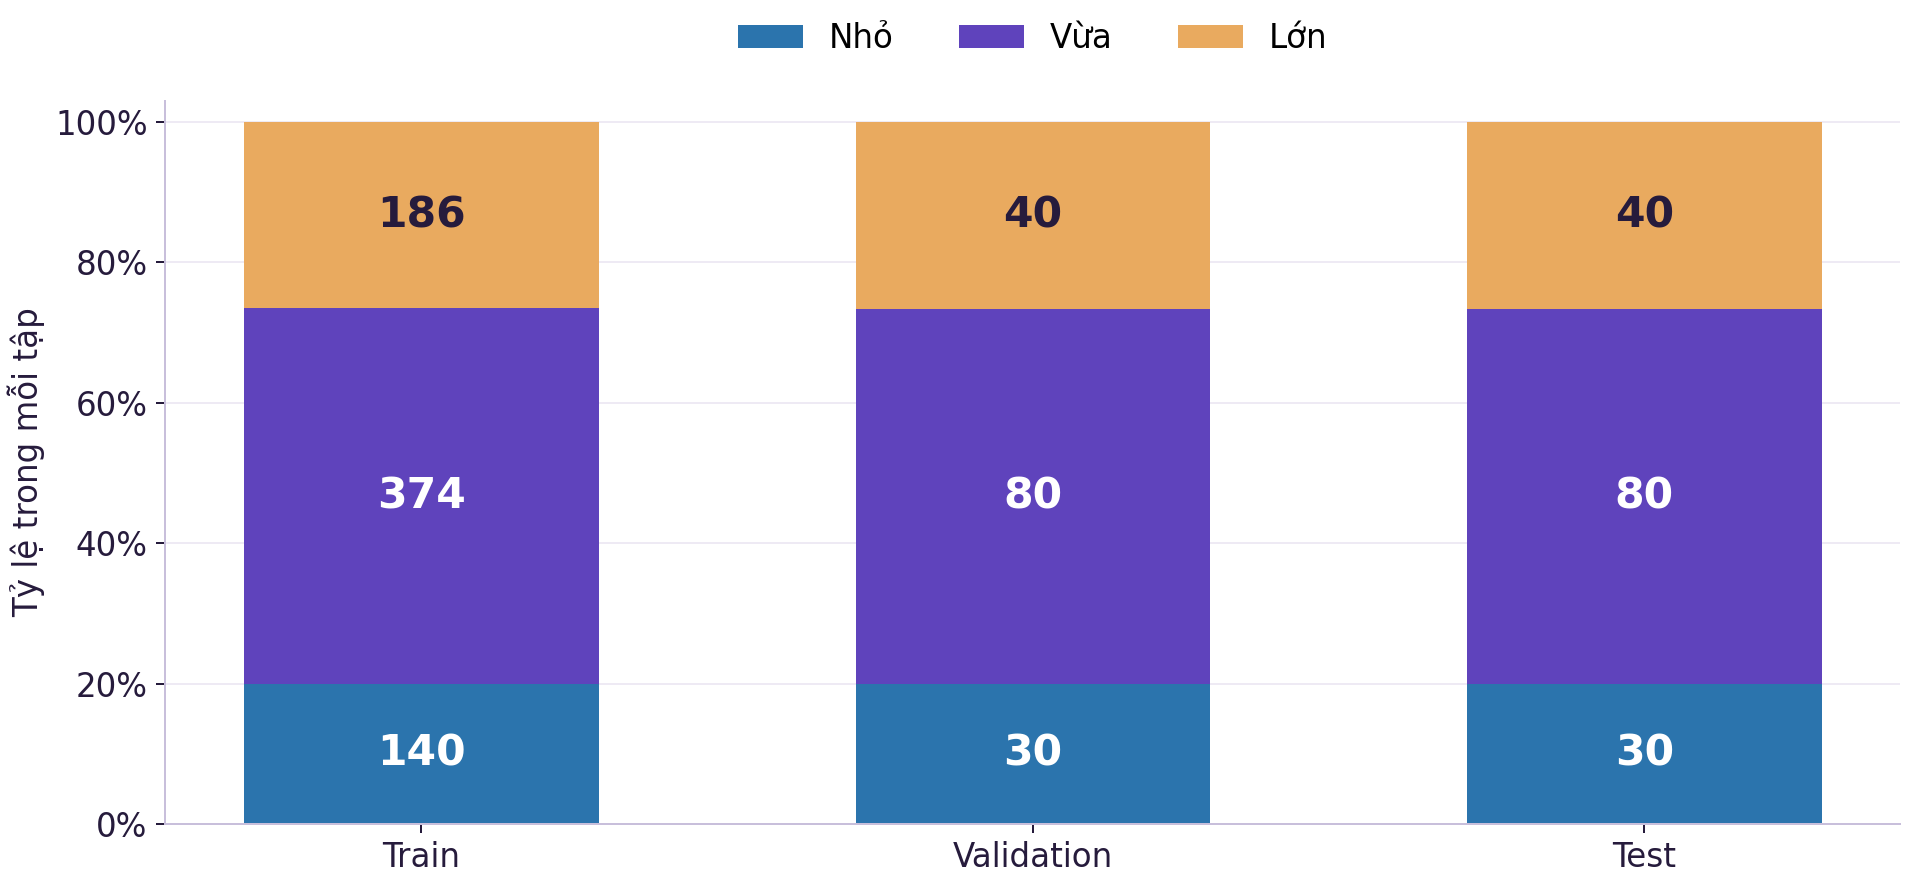 Nhỏ Vừa Lớn
Tỷ lệ trong mỗi tập
100%
80%
60%
40%
20%
0%
186 40 40
374 80 80
140 30 30
Train Validation Test